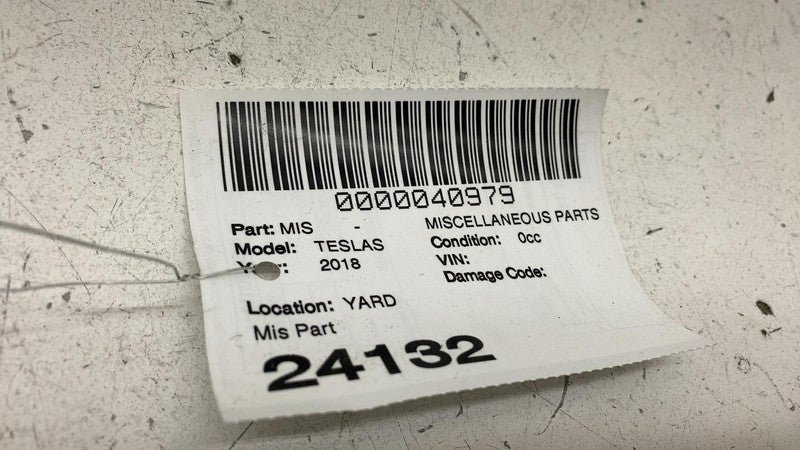 0000040979
Part: MIS - MISCELLANEOUS PARTS
Model: TESLAS Condition: 0cc
2018 VIN:
Damage Code:
Location: YARD
Mis Part
24132